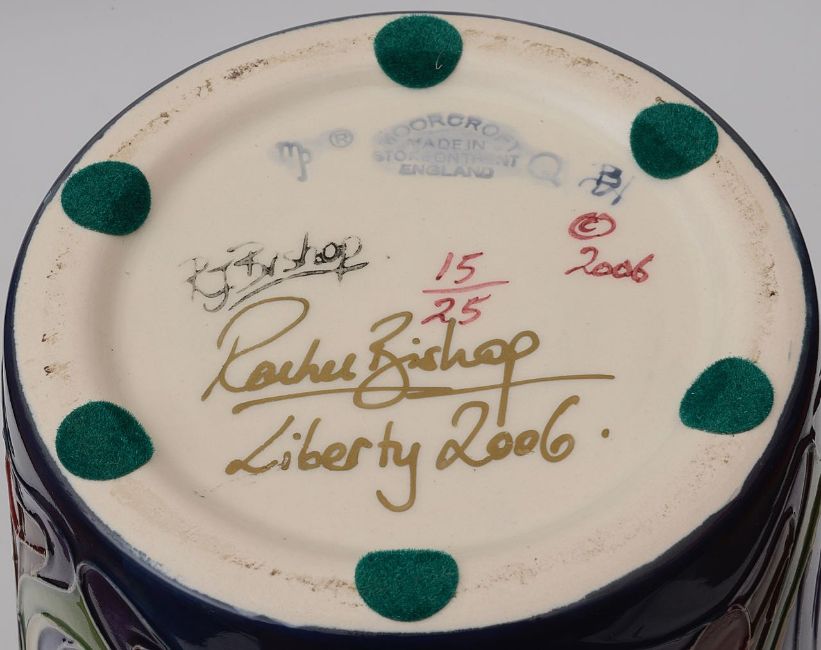 MOORCROFT
MADE IN
STOKE ON TRENT
ENGLAND
®
Q
©
2006
RJ Bishop
15
25
Rachel Bishop
Liberty 2006.